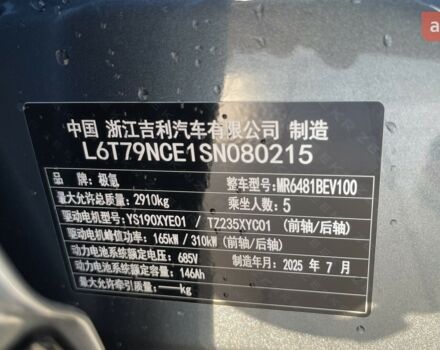 中国 浙江吉利汽车有限公司 制造
L6T79NCE1SN080215
品牌：极氪 整车型号:MR6481BEV100
最大允许总质量：2910kg 乘坐人数：5
驱动电机型号:YS190XYE01 / TZ235XYC01 (前轴/后轴)
驱动电机峰值功率：165kW / 310kW (前轴/后轴)
动力电池系统额定电压：685V 制造年月：2025 年 7 月
动力电池系统额定容量：146Ah
最大允许牵引质量：——kg